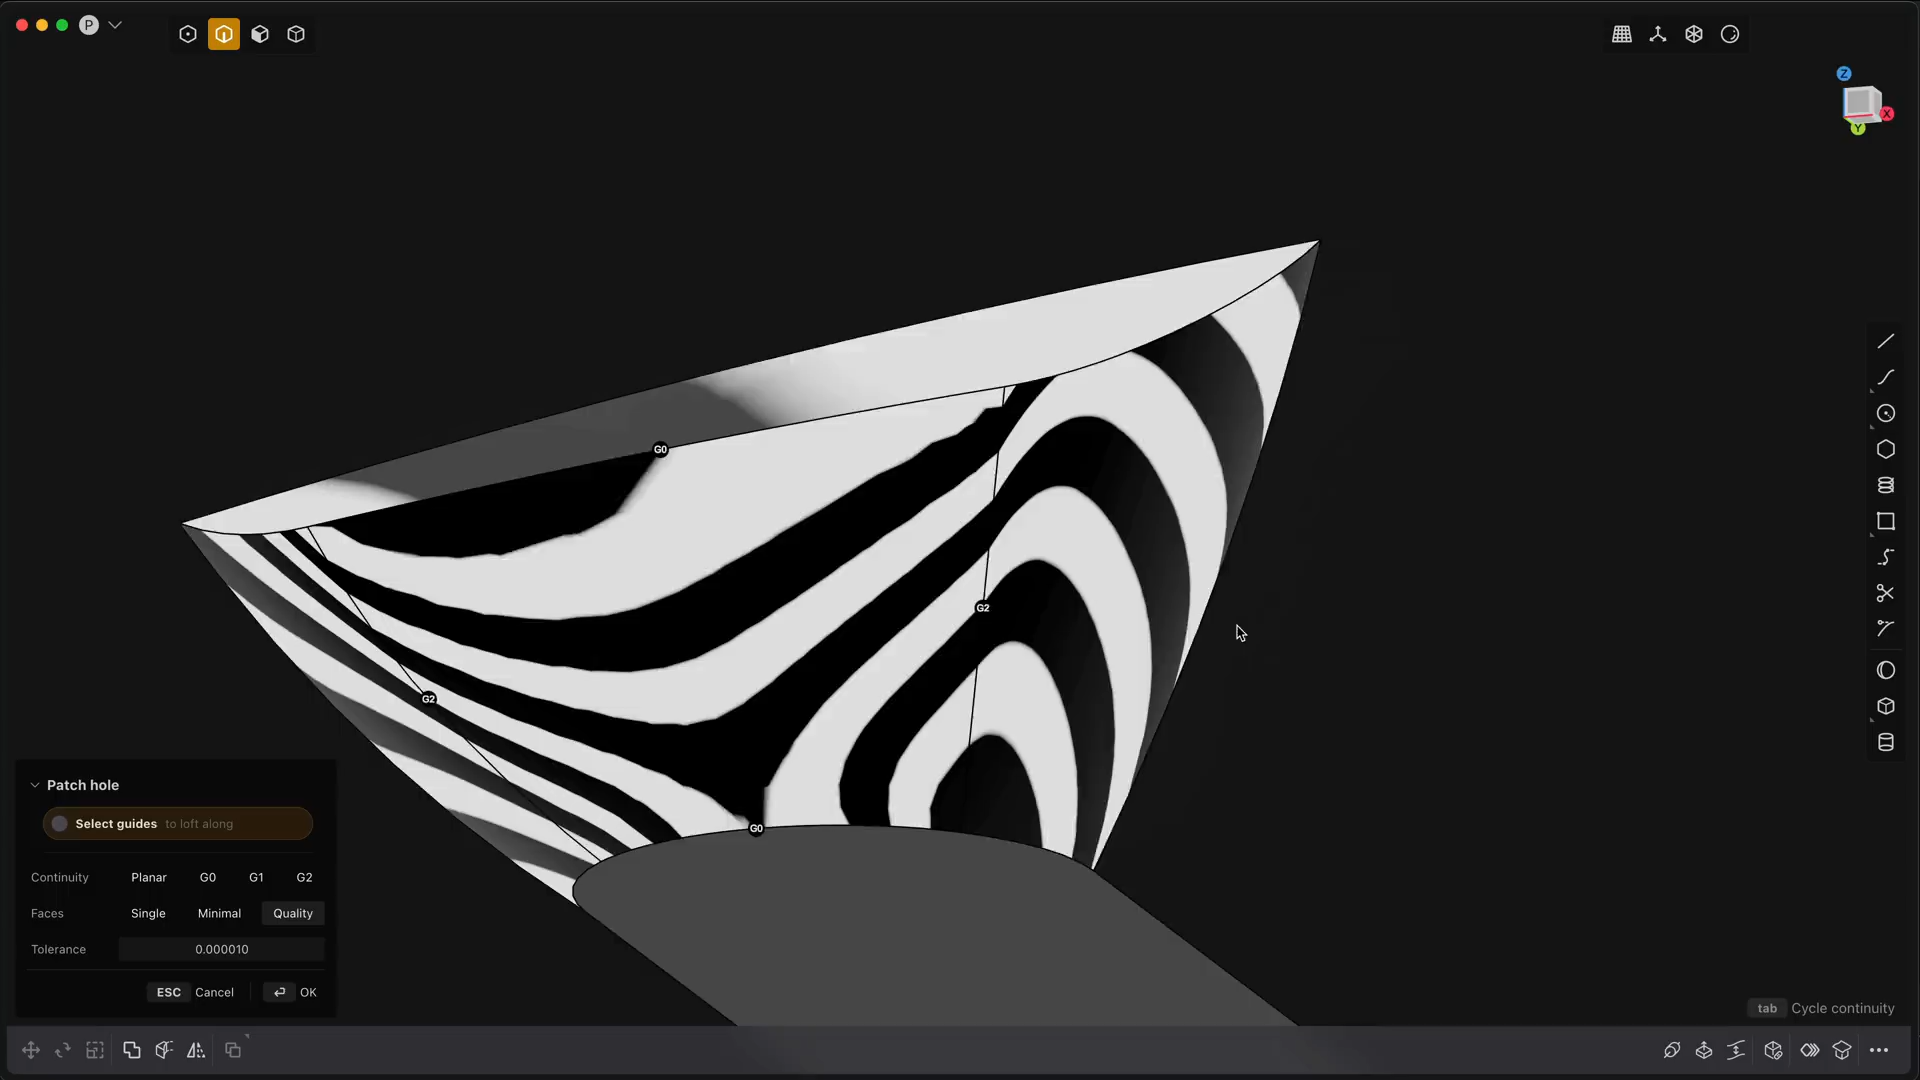 P
Z
X
Y
G0
G2
G2
G0
Patch hole
Select guides to loft along
Continuity Planar G0 G1 G2
Faces Single Minimal Quality
Tolerance 0.000010
ESC Cancel OK
tab Cycle continuity